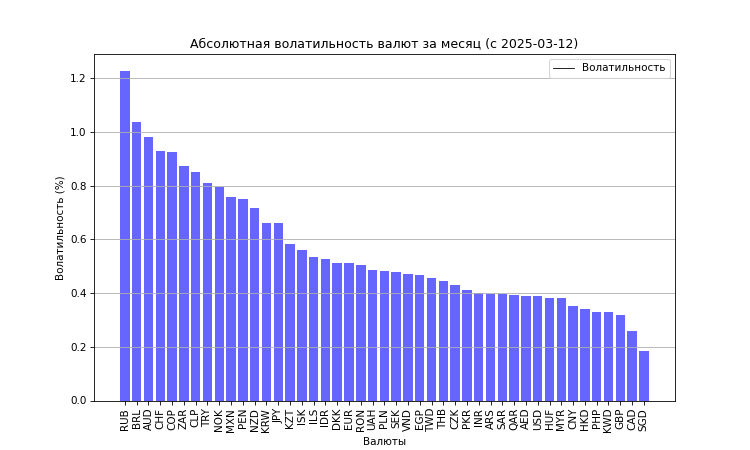 Абсолютная волатильность валют за месяц (с 2025-03-12)
Волатильность
Волатильность (%)
1.2
1.0
0.8
0.6
0.4
0.2
0.0
RUB BRL AUD CHF COP ZAR CLP TRY NOK MXN PEN NZD KRW JPY KZT ISK ILS IDR DKK EUR RON UAH PLN SEK VND EGP TWD THB CZK PKR INR ARS SAR QAR AED USD HUF MYR CNY HKD PHP KWD GBP CAD SGD
Валюты